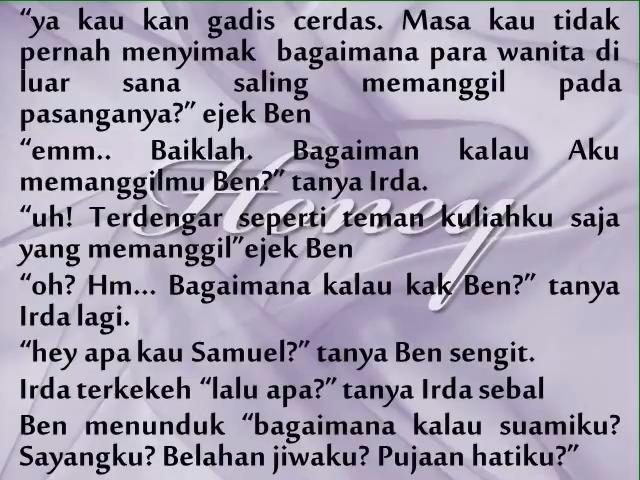 “ya kau kan gadis cerdas. Masa kau tidak
pernah menyimak bagaimana para wanita di
luar sana saling memanggil pada
pasanganya?” ejek Ben
“emm.. Baiklah. Bagaiman kalau Aku
memanggilmu Ben?” tanya Irda.
“uh! Terdengar seperti teman kuliahku saja
yang memanggil”ejek Ben
“oh? Hm... Bagaimana kalau kak Ben?” tanya
Irda lagi.
“hey apa kau Samuel?” tanya Ben sengit.
Irda terkekeh “lalu apa?” tanya Irda sebal
Ben menunduk “bagaimana kalau suamiku?
Sayangku? Belahan jiwaku? Pujaan hatiku?”
Honey